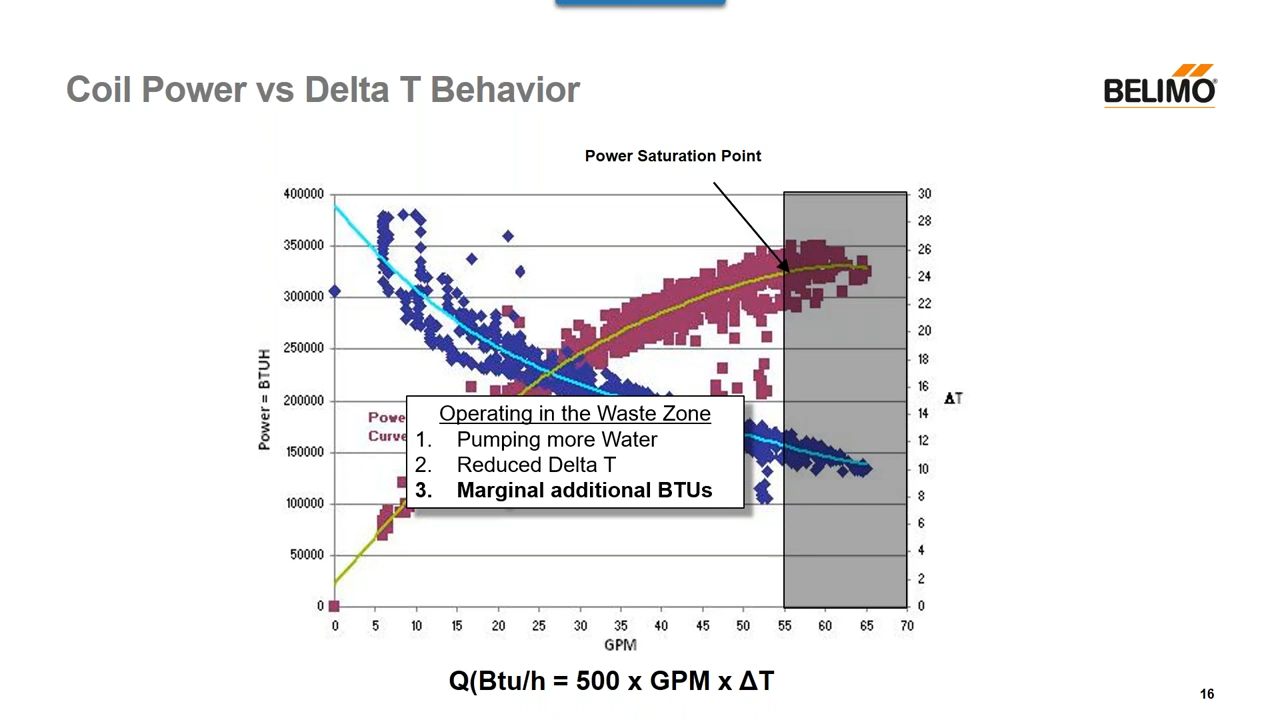 Coil Power vs Delta T Behavior
BELIMO
Power Saturation Point
400000
350000
300000
250000
200000
150000
100000
50000
0
Power = BTUH
30
28
26
24
22
20
18
16
14
12
10
8
6
4
2
0
ΔT
Powe
Curve
Operating in the Waste Zone
1. Pumping more Water
2. Reduced Delta T
3. Marginal additional BTUs
0 5 10 15 20 25 30 35 40 45 50 55 60 65 70
GPM
Q(Btu/h = 500 x GPM x ΔT
16